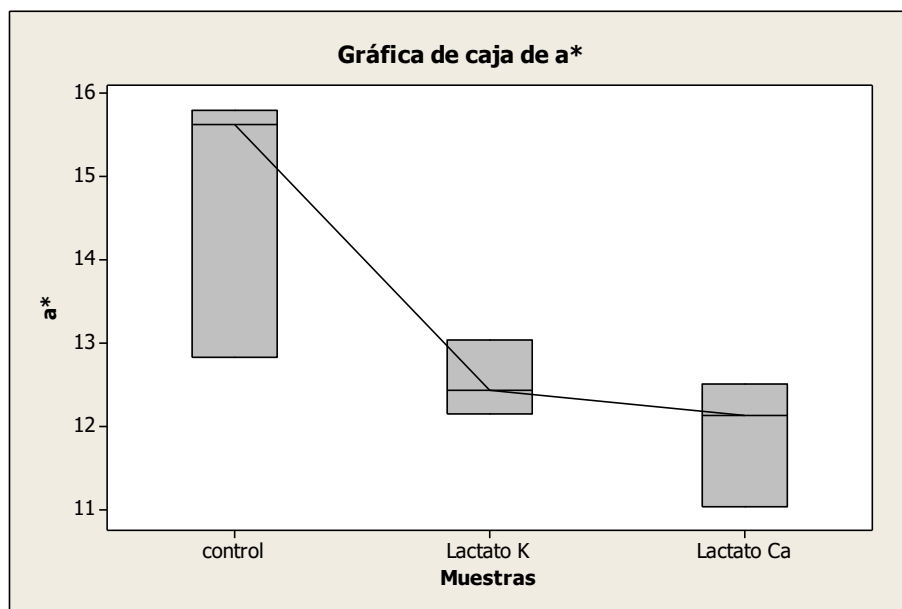 Gráfica de caja de a*
16
15
14
13
12
11
a*
control
Lactato K
Lactato Ca
Muestras